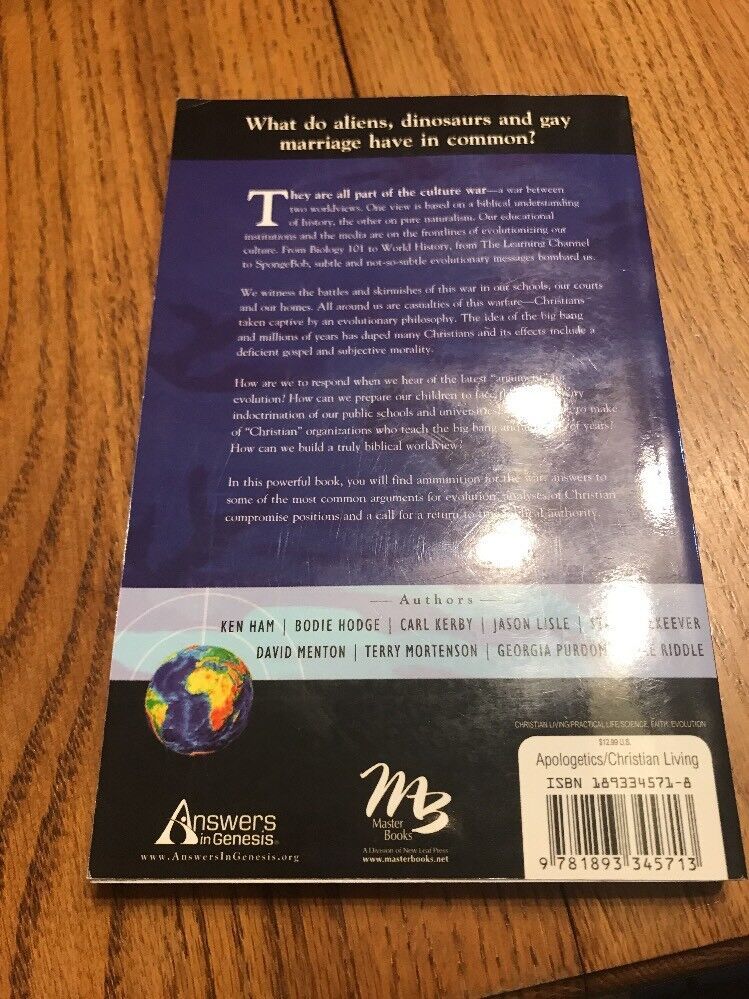 What do aliens, dinosaurs and gay
marriage have in common?
They are all part of the culture war—a war between
two worldviews. One view is based on a biblical understanding
of history, the other on pure naturalism. Our educational
institutions and the media are on the frontlines of evolutionizing our
culture. From Biology 101 to World History, from The Learning Channel
to SpongeBob, subtle and not-so-subtle evolutionary messages bombard us.
We witness the battles and skirmishes of this war in our schools, our courts
and our homes. All around us are casualties of this warfare—Christians
taken captive by an evolutionary philosophy. The idea of the big bang
and millions of years has duped many Christians and its effects include a
deficient gospel and subjective morality.
How are we to respond when we hear of the latest
evolution? How can we prepare our children to face
indoctrination of our public schools and to make
of "Christian" organizations who teach the big bang and of years?
How can we build a truly biblical worldview?
In this powerful book, you will find ammunition for the war: answers to
some of the most common arguments for evolution, analyses of Christian
compromise positions and a call for a return to authority.
Authors
KEN HAM | BODIE HODGE | CARL KERBY | JASON LISLE |
DAVID MENTON | TERRY MORTENSON | GEORGIA PURDOM RIDDLE
CHRISTIAN LIVING/PRACTICAL LIFE/SCIENCE, FAITH, EVOLUTION
$12.99 U.S.
Apologetics/Christian Living
ISBN 189334571-8
9 781893 345713
Answers
in Genesis
www.AnswersInGenesis.org
MB
Master
Books
A Division of New Leaf Press
www.masterbooks.net